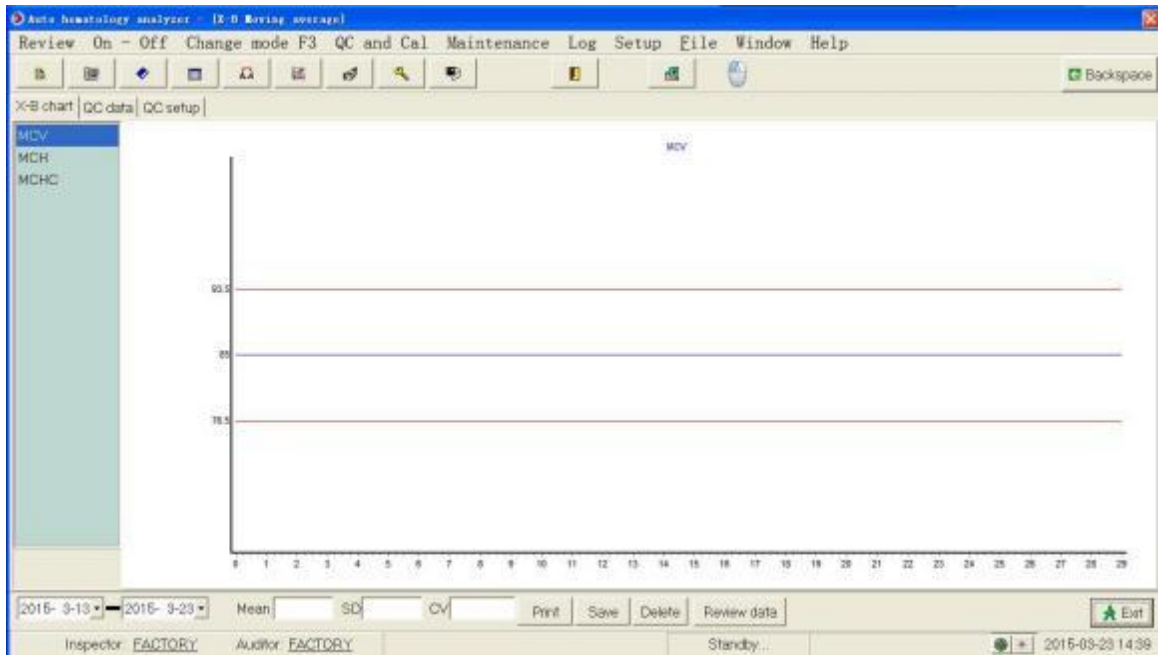 Auto hematology analyzer - [X-B Moving average]
Review On - Off Change mode F3 QC and Cal Maintenance Log Setup File Window Help
Backspace
X-B chart QC data QC setup
MCV
MCH
MCHC
MCV
93.5
85
76.5
0 1 2 3 4 5 6 7 8 9 10 11 12 13 14 15 16 17 18 19 20 21 22 23 24 25 26 27 28 29
2015- 3-13 2015- 3-23 Mean SD CV Print Save Delete Review data Exit
Inspector: FACTORY Auditor: FACTORY Standby... 2015-03-23 14:39